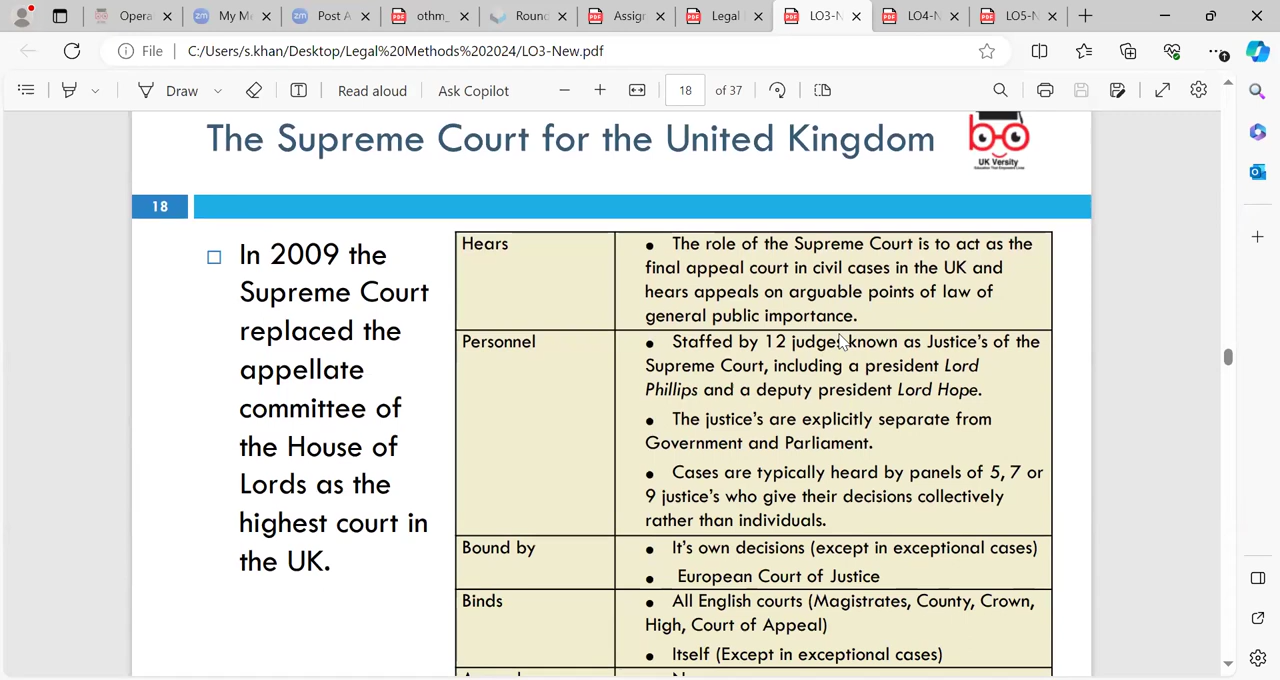 Opera
My M
Post A
othm_
Round
Assign
Legal
LO3-N
LO4-N
LO5-N
File
C:/Users/s.khan/Desktop/Legal%20Methods%202024/LO3-New.pdf
Draw
Read aloud
Ask Copilot
18
of 37
The Supreme Court for the United Kingdom
UK Versity
18
In 2009 the
Supreme Court
replaced the
appellate
committee of
the House of
Lords as the
highest court in
the UK.
Hears
● The role of the Supreme Court is to act as the
final appeal court in civil cases in the UK and
hears appeals on arguable points of law of
general public importance.
Personnel
● Staffed by 12 judges known as Justice's of the
Supreme Court, including a president Lord
Phillips and a deputy president Lord Hope.
● The justice's are explicitly separate from
Government and Parliament.
● Cases are typically heard by panels of 5, 7 or
9 justice's who give their decisions collectively
rather than individuals.
Bound by
● It's own decisions (except in exceptional cases)
● European Court of Justice
Binds
● All English courts (Magistrates, County, Crown,
High, Court of Appeal)
● Itself (Except in exceptional cases)